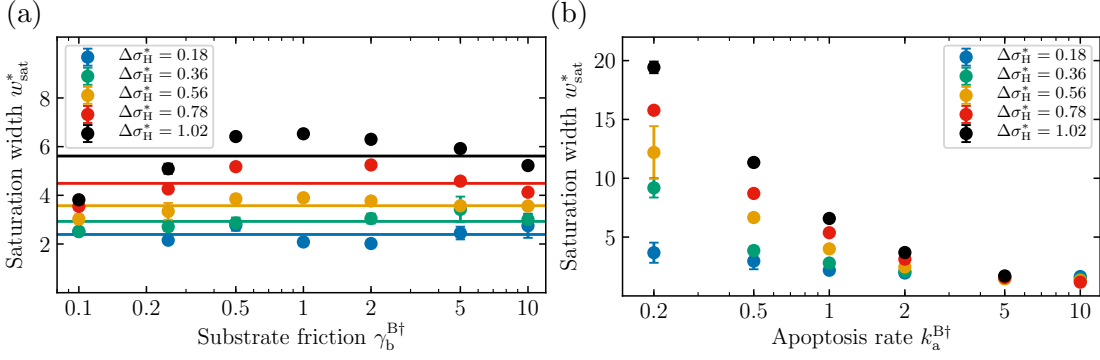 (a)
Saturation width w*sat
8
6
4
2
Δσ*H = 0.18
Δσ*H = 0.36
Δσ*H = 0.56
Δσ*H = 0.78
Δσ*H = 1.02
0.1 0.2 0.5 1 2 5 10
Substrate friction γb^B†
(b)
Saturation width w*sat
20
15
10
5
Δσ*H = 0.18
Δσ*H = 0.36
Δσ*H = 0.56
Δσ*H = 0.78
Δσ*H = 1.02
0.2 0.5 1 2 5 10
Apoptosis rate ka^B†